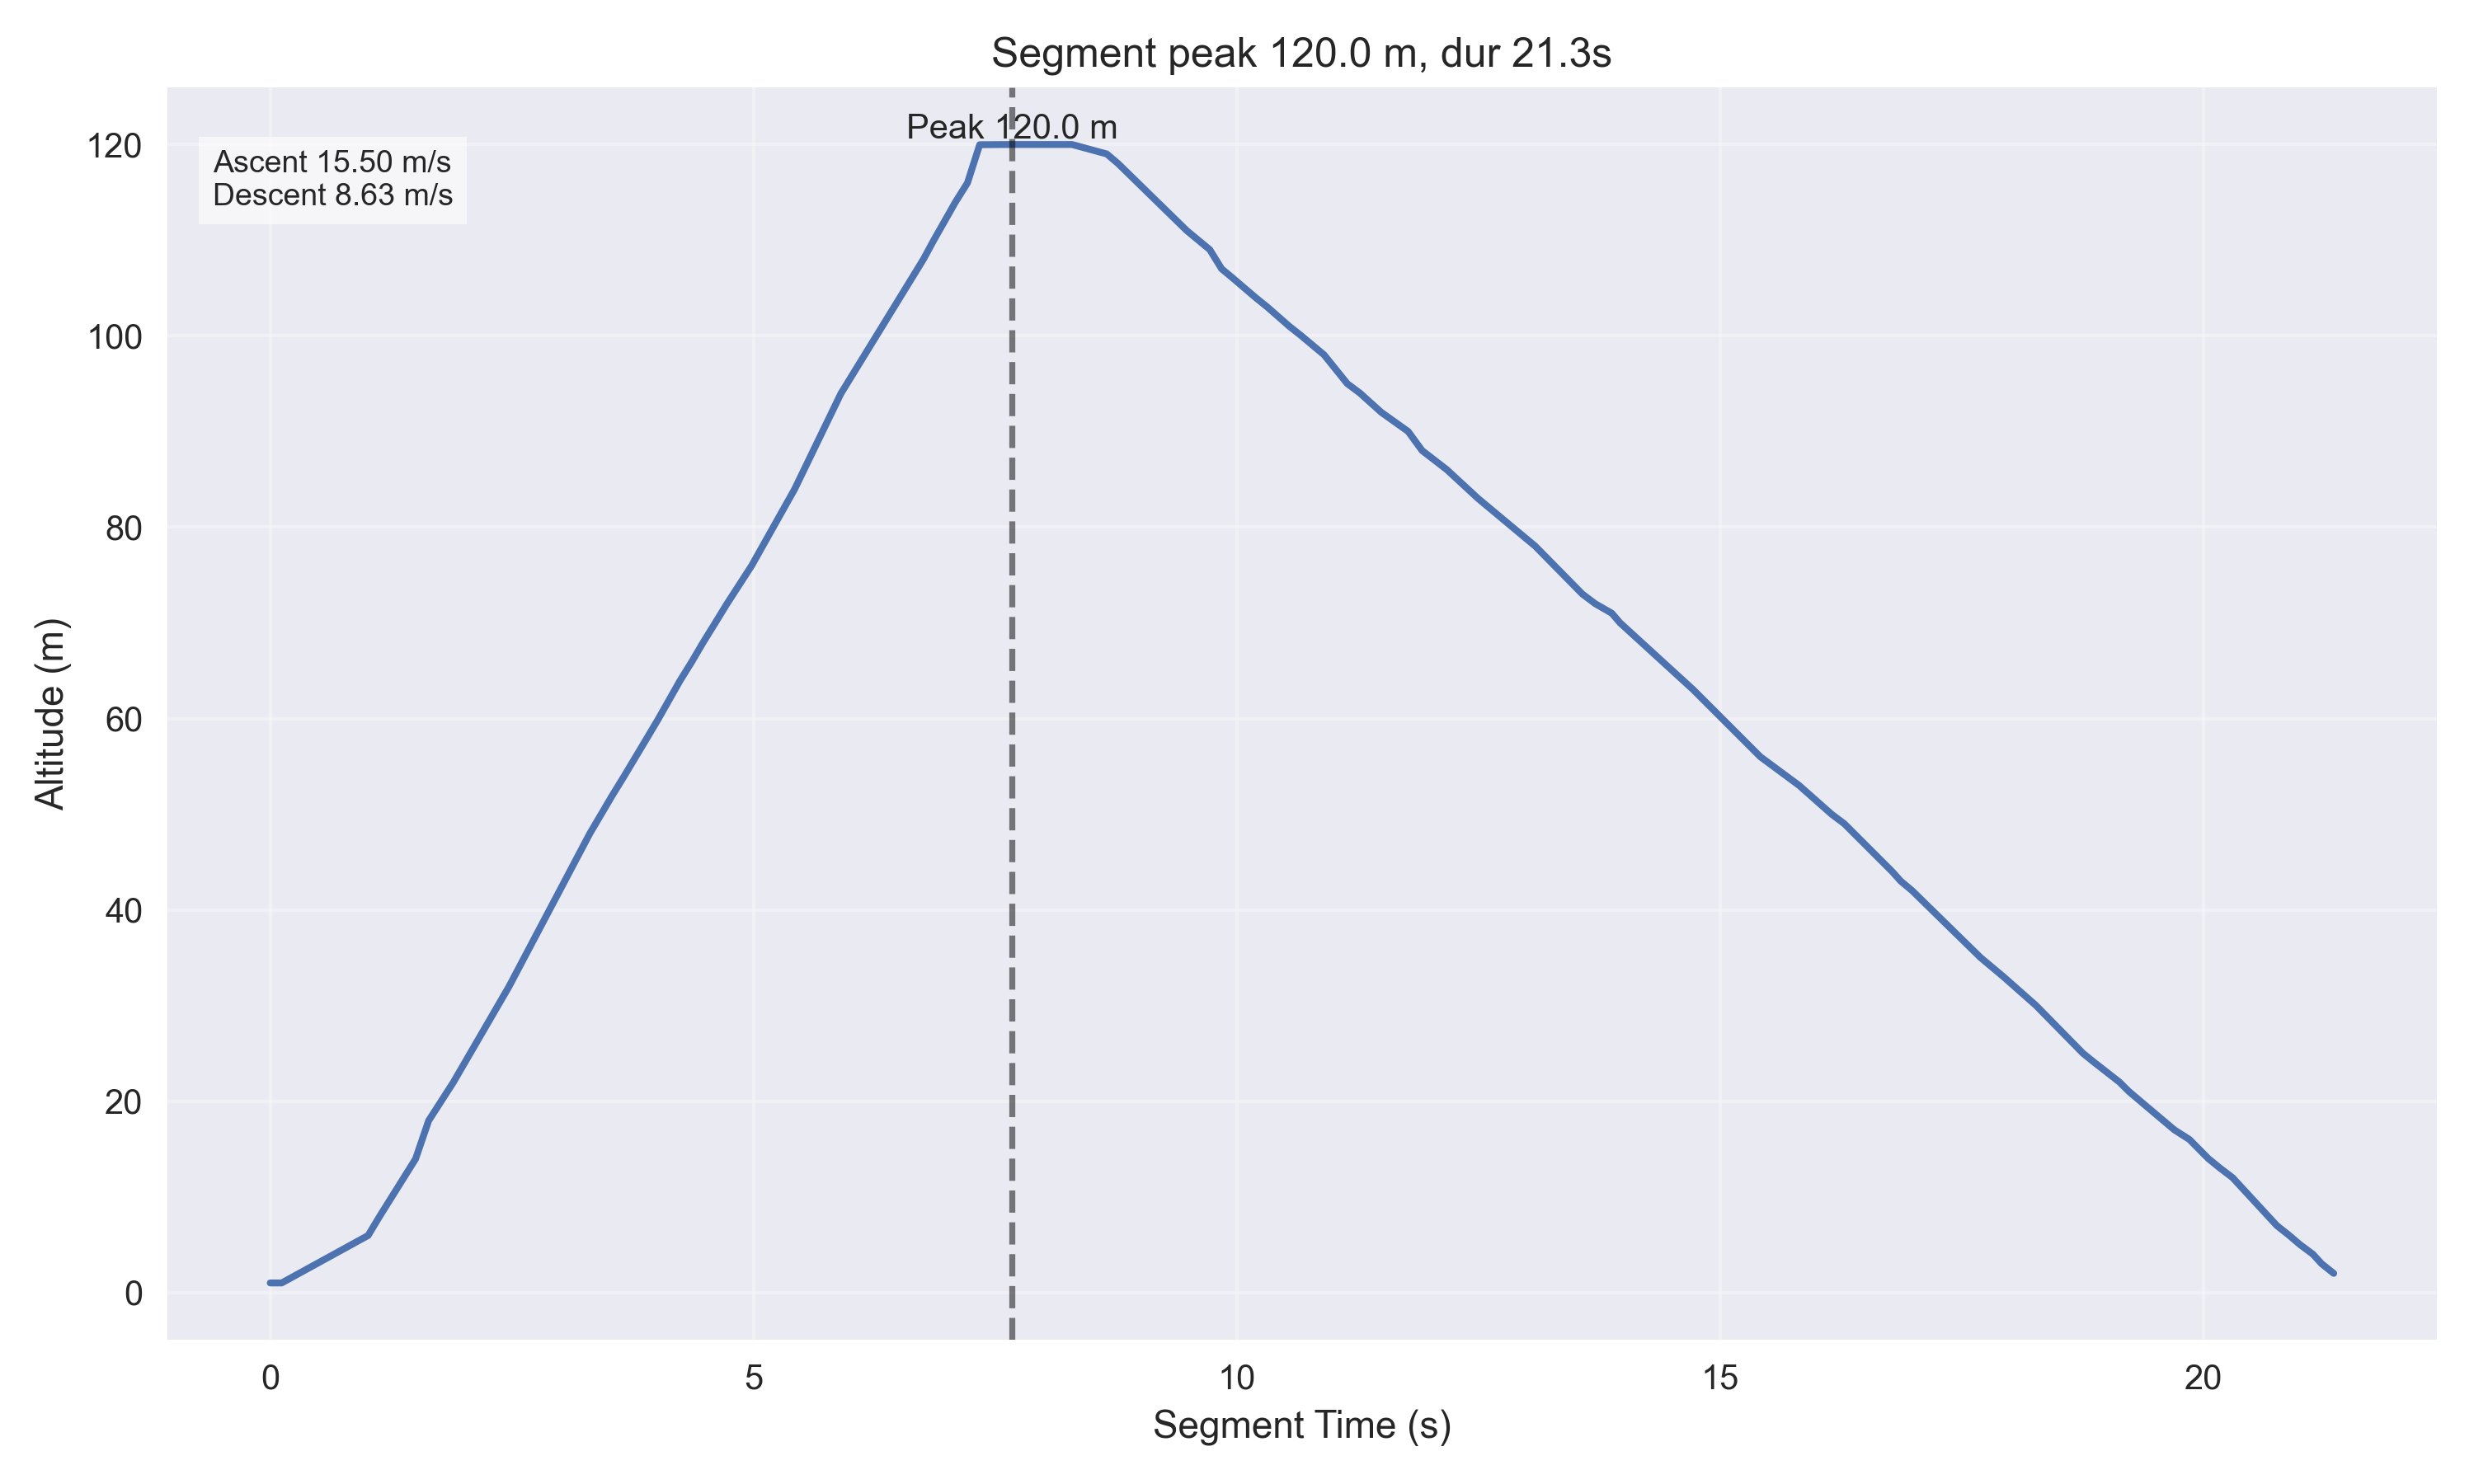 Segment peak 120.0 m, dur 21.3s
Peak 120.0 m
Ascent 15.50 m/s
Descent 8.63 m/s
120
100
80
60
40
20
0
Altitude (m)
0 5 10 15 20
Segment Time (s)